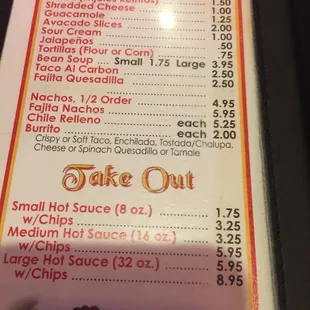 1.50
Shredded Cheese 1.00
Guacamole 1.25
Avocado Slices 2.00
Sour Cream 1.00
Jalapeños .50
Tortillas (Flour or Corn) .75
Bean Soup Small 1.75 Large 3.95
Taco Al Carbon 2.50
Fajita Quesadilla 2.50
Nachos, 1/2 Order 4.95
Fajita Nachos 5.95
Chile Relleno each 5.25
Burrito each 2.00
Crispy or Soft Taco, Enchilada, Tostada/Chalupa,
Cheese or Spinach Quesadilla or Tamale
Take Out
Small Hot Sauce (8 oz.) 1.75
w/Chips 3.25
Medium Hot Sauce (16 oz.) 3.25
w/Chips 5.95
Large Hot Sauce (32 oz.) 5.95
w/Chips 8.95